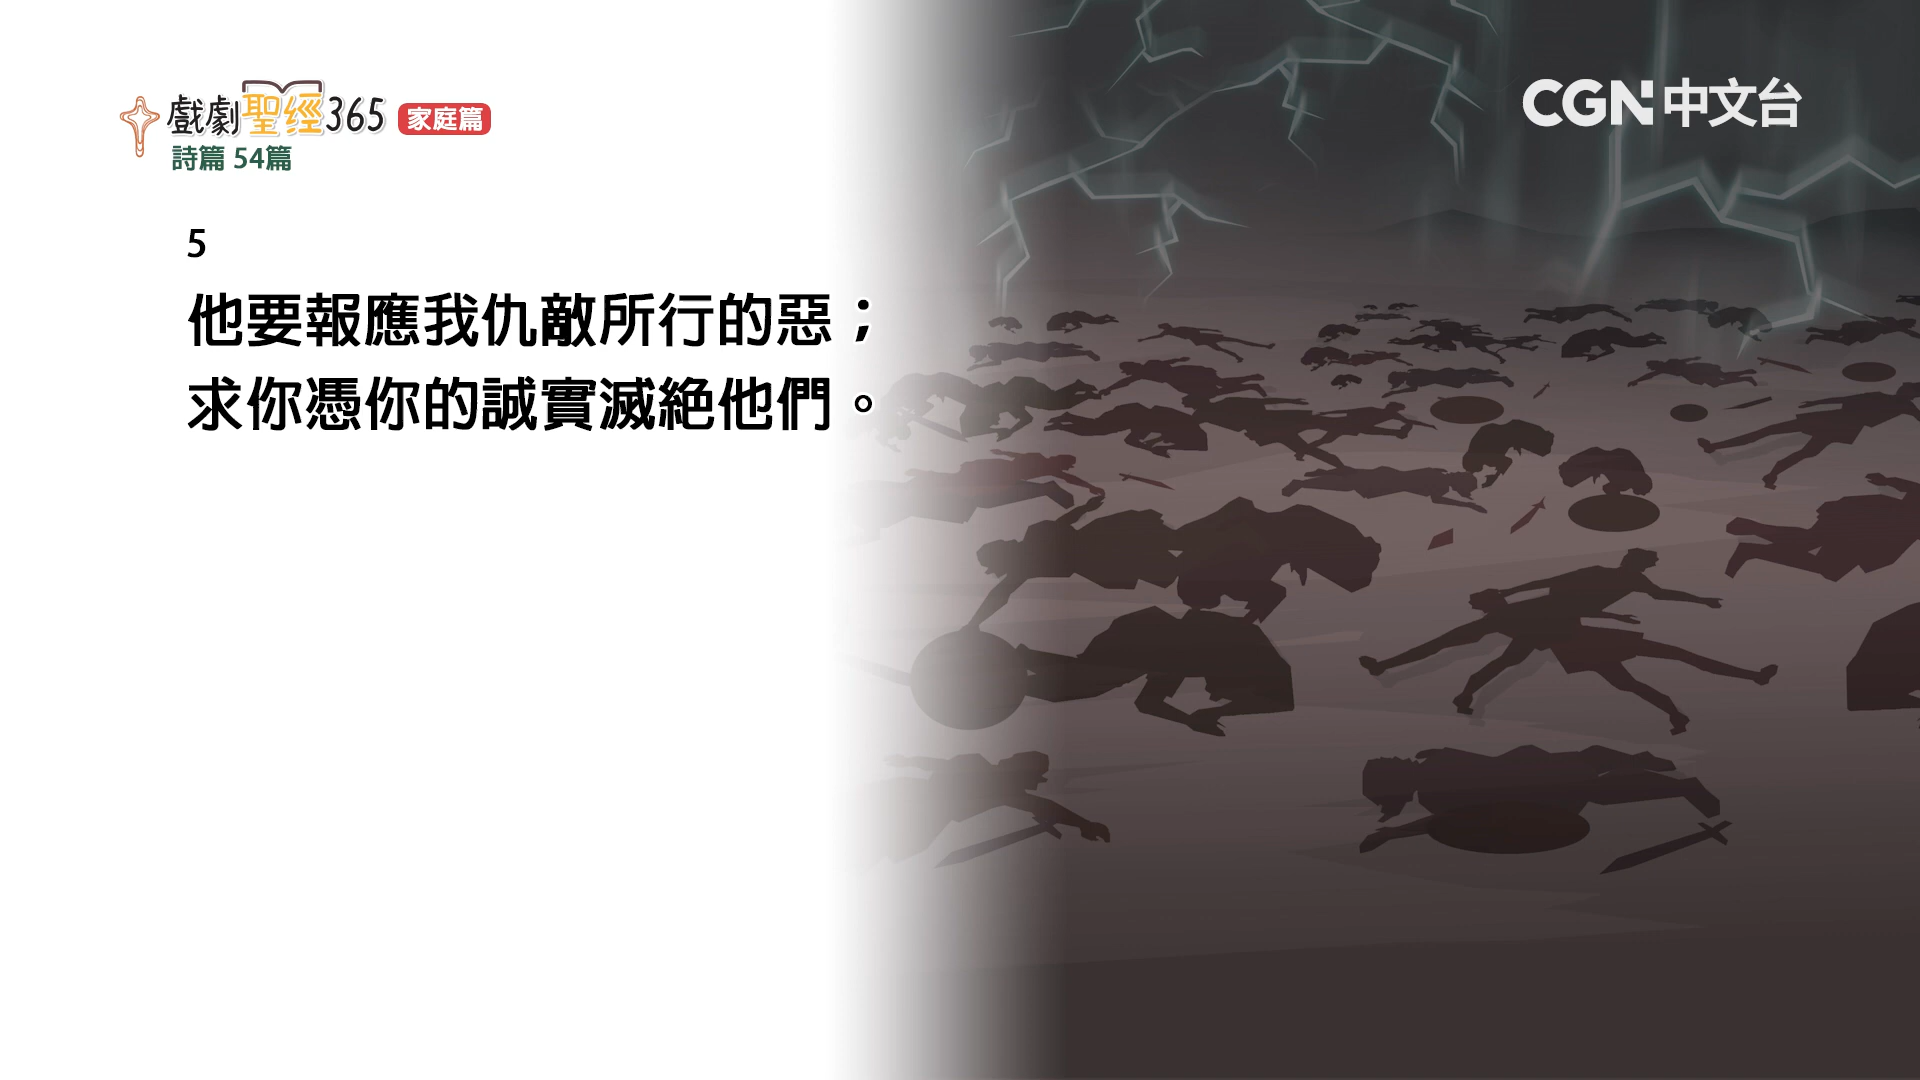 戲劇聖經365 家庭篇
詩篇 54篇
CGN中文台
5
他要報應我仇敵所行的惡；
求你憑你的誠實滅絕他們。